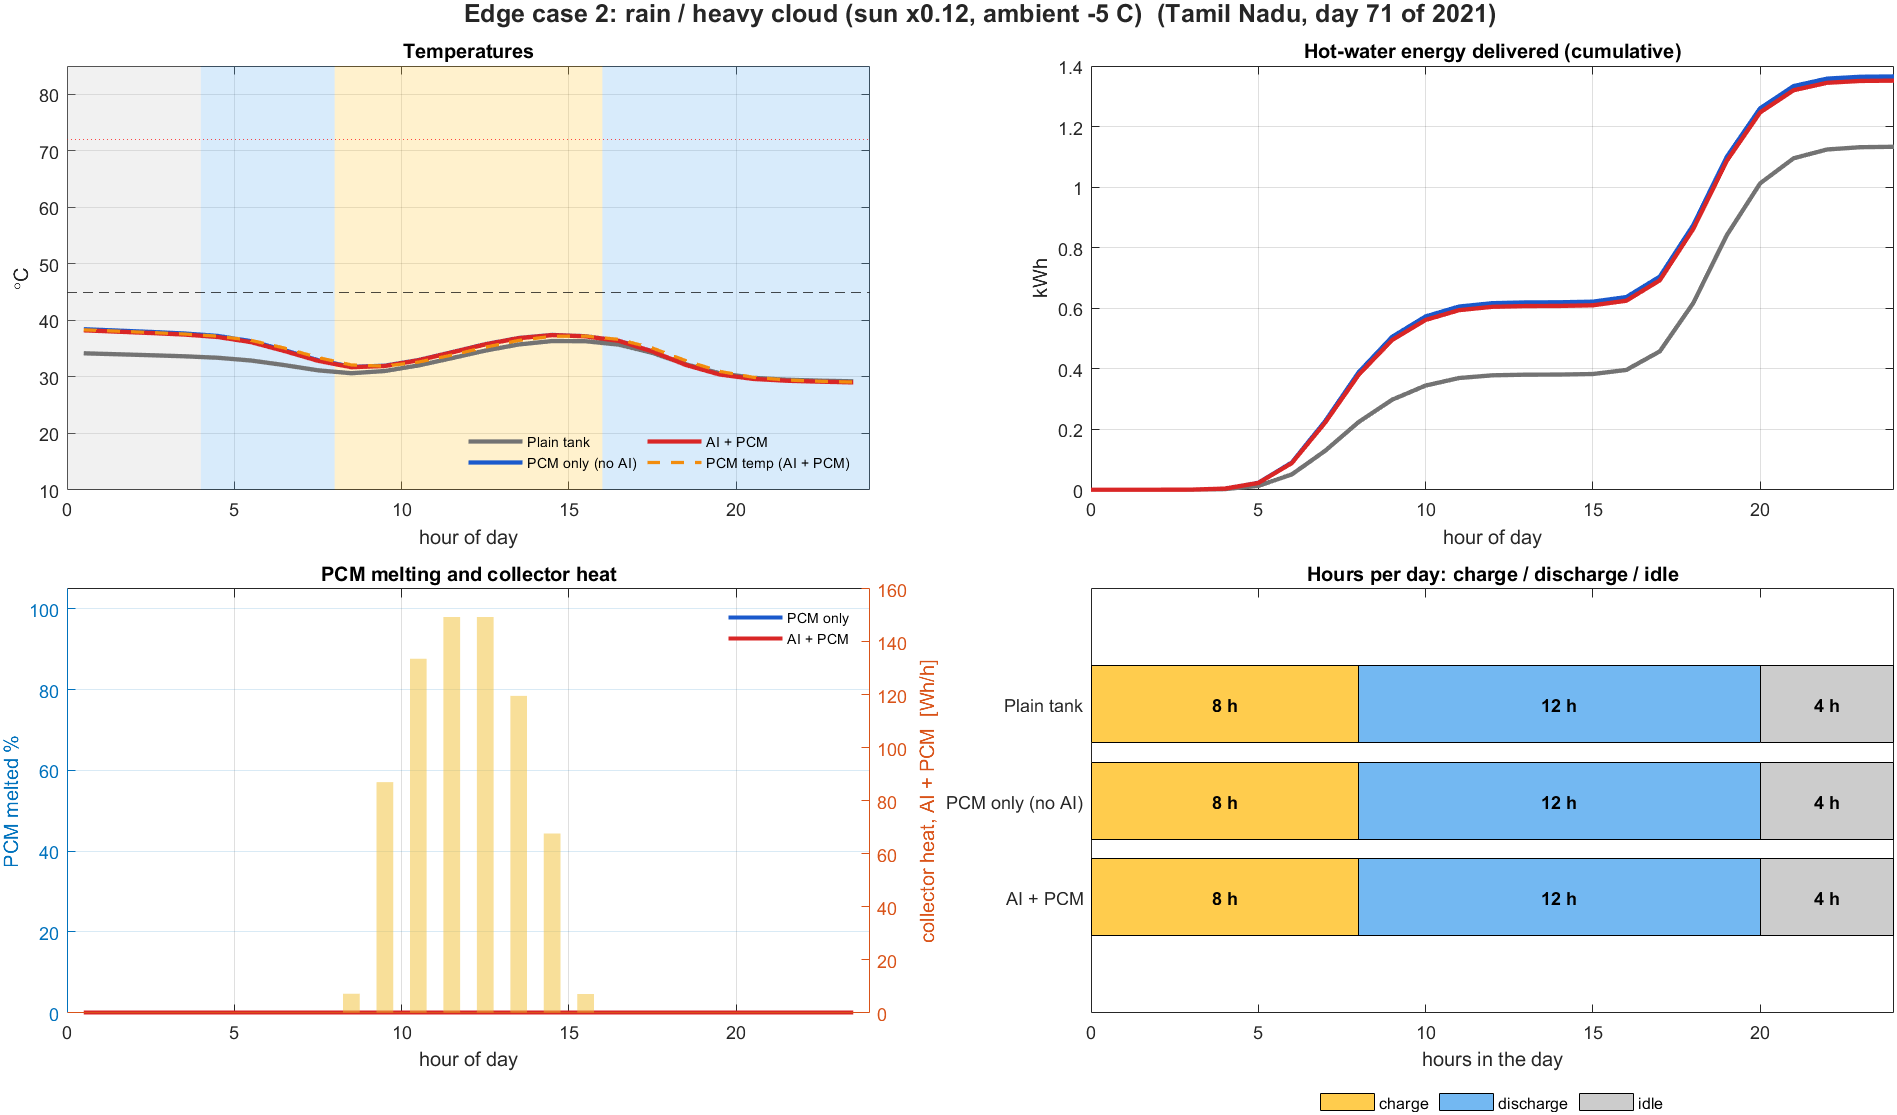 Edge case 2: rain / heavy cloud (sun x0.12, ambient -5 C)  (Tamil Nadu, day 71 of 2021)
Temperatures
80
70
60
50
40
30
20
10
°C
0 5 10 15 20
hour of day
Plain tank
PCM only (no AI)
AI + PCM
PCM temp (AI + PCM)
Hot-water energy delivered (cumulative)
1.4
1.2
1
0.8
0.6
0.4
0.2
0
kWh
0 5 10 15 20
hour of day
PCM melting and collector heat
100
80
60
40
20
0
PCM melted %
160
140
120
100
80
60
40
20
0
collector heat, AI + PCM  [Wh/h]
PCM only
AI + PCM
0 5 10 15 20
hour of day
Hours per day: charge / discharge / idle
Plain tank 8 h 12 h 4 h
PCM only (no AI) 8 h 12 h 4 h
AI + PCM 8 h 12 h 4 h
0 5 10 15 20
hours in the day
charge discharge idle